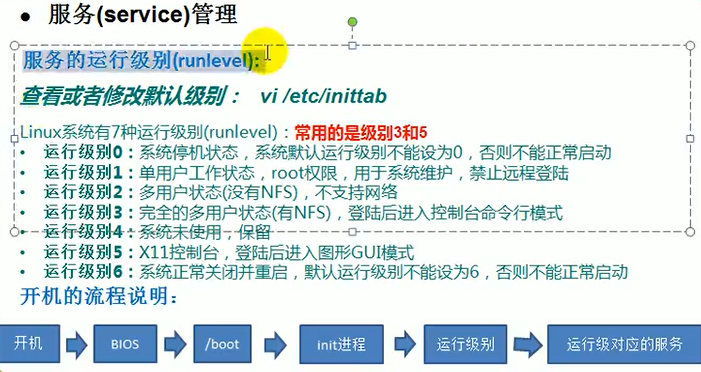 • 服务(service)管理
服务的运行级别(runlevel):
查看或者修改默认级别： vi /etc/inittab
Linux系统有7种运行级别(runlevel)：常用的是级别3和5
• 运行级别0：系统停机状态，系统默认运行级别不能设为0，否则不能正常启动
• 运行级别1：单用户工作状态，root权限，用于系统维护，禁止远程登陆
• 运行级别2：多用户状态(没有NFS)，不支持网络
• 运行级别3：完全的多用户状态(有NFS)，登陆后进入控制台命令行模式
• 运行级别4：系统未使用，保留
• 运行级别5：X11控制台，登陆后进入图形GUI模式
• 运行级别6：系统正常关闭并重启，默认运行级别不能设为6，否则不能正常启动
开机的流程说明：
开机 BIOS /boot init进程 运行级别 运行级对应的服务